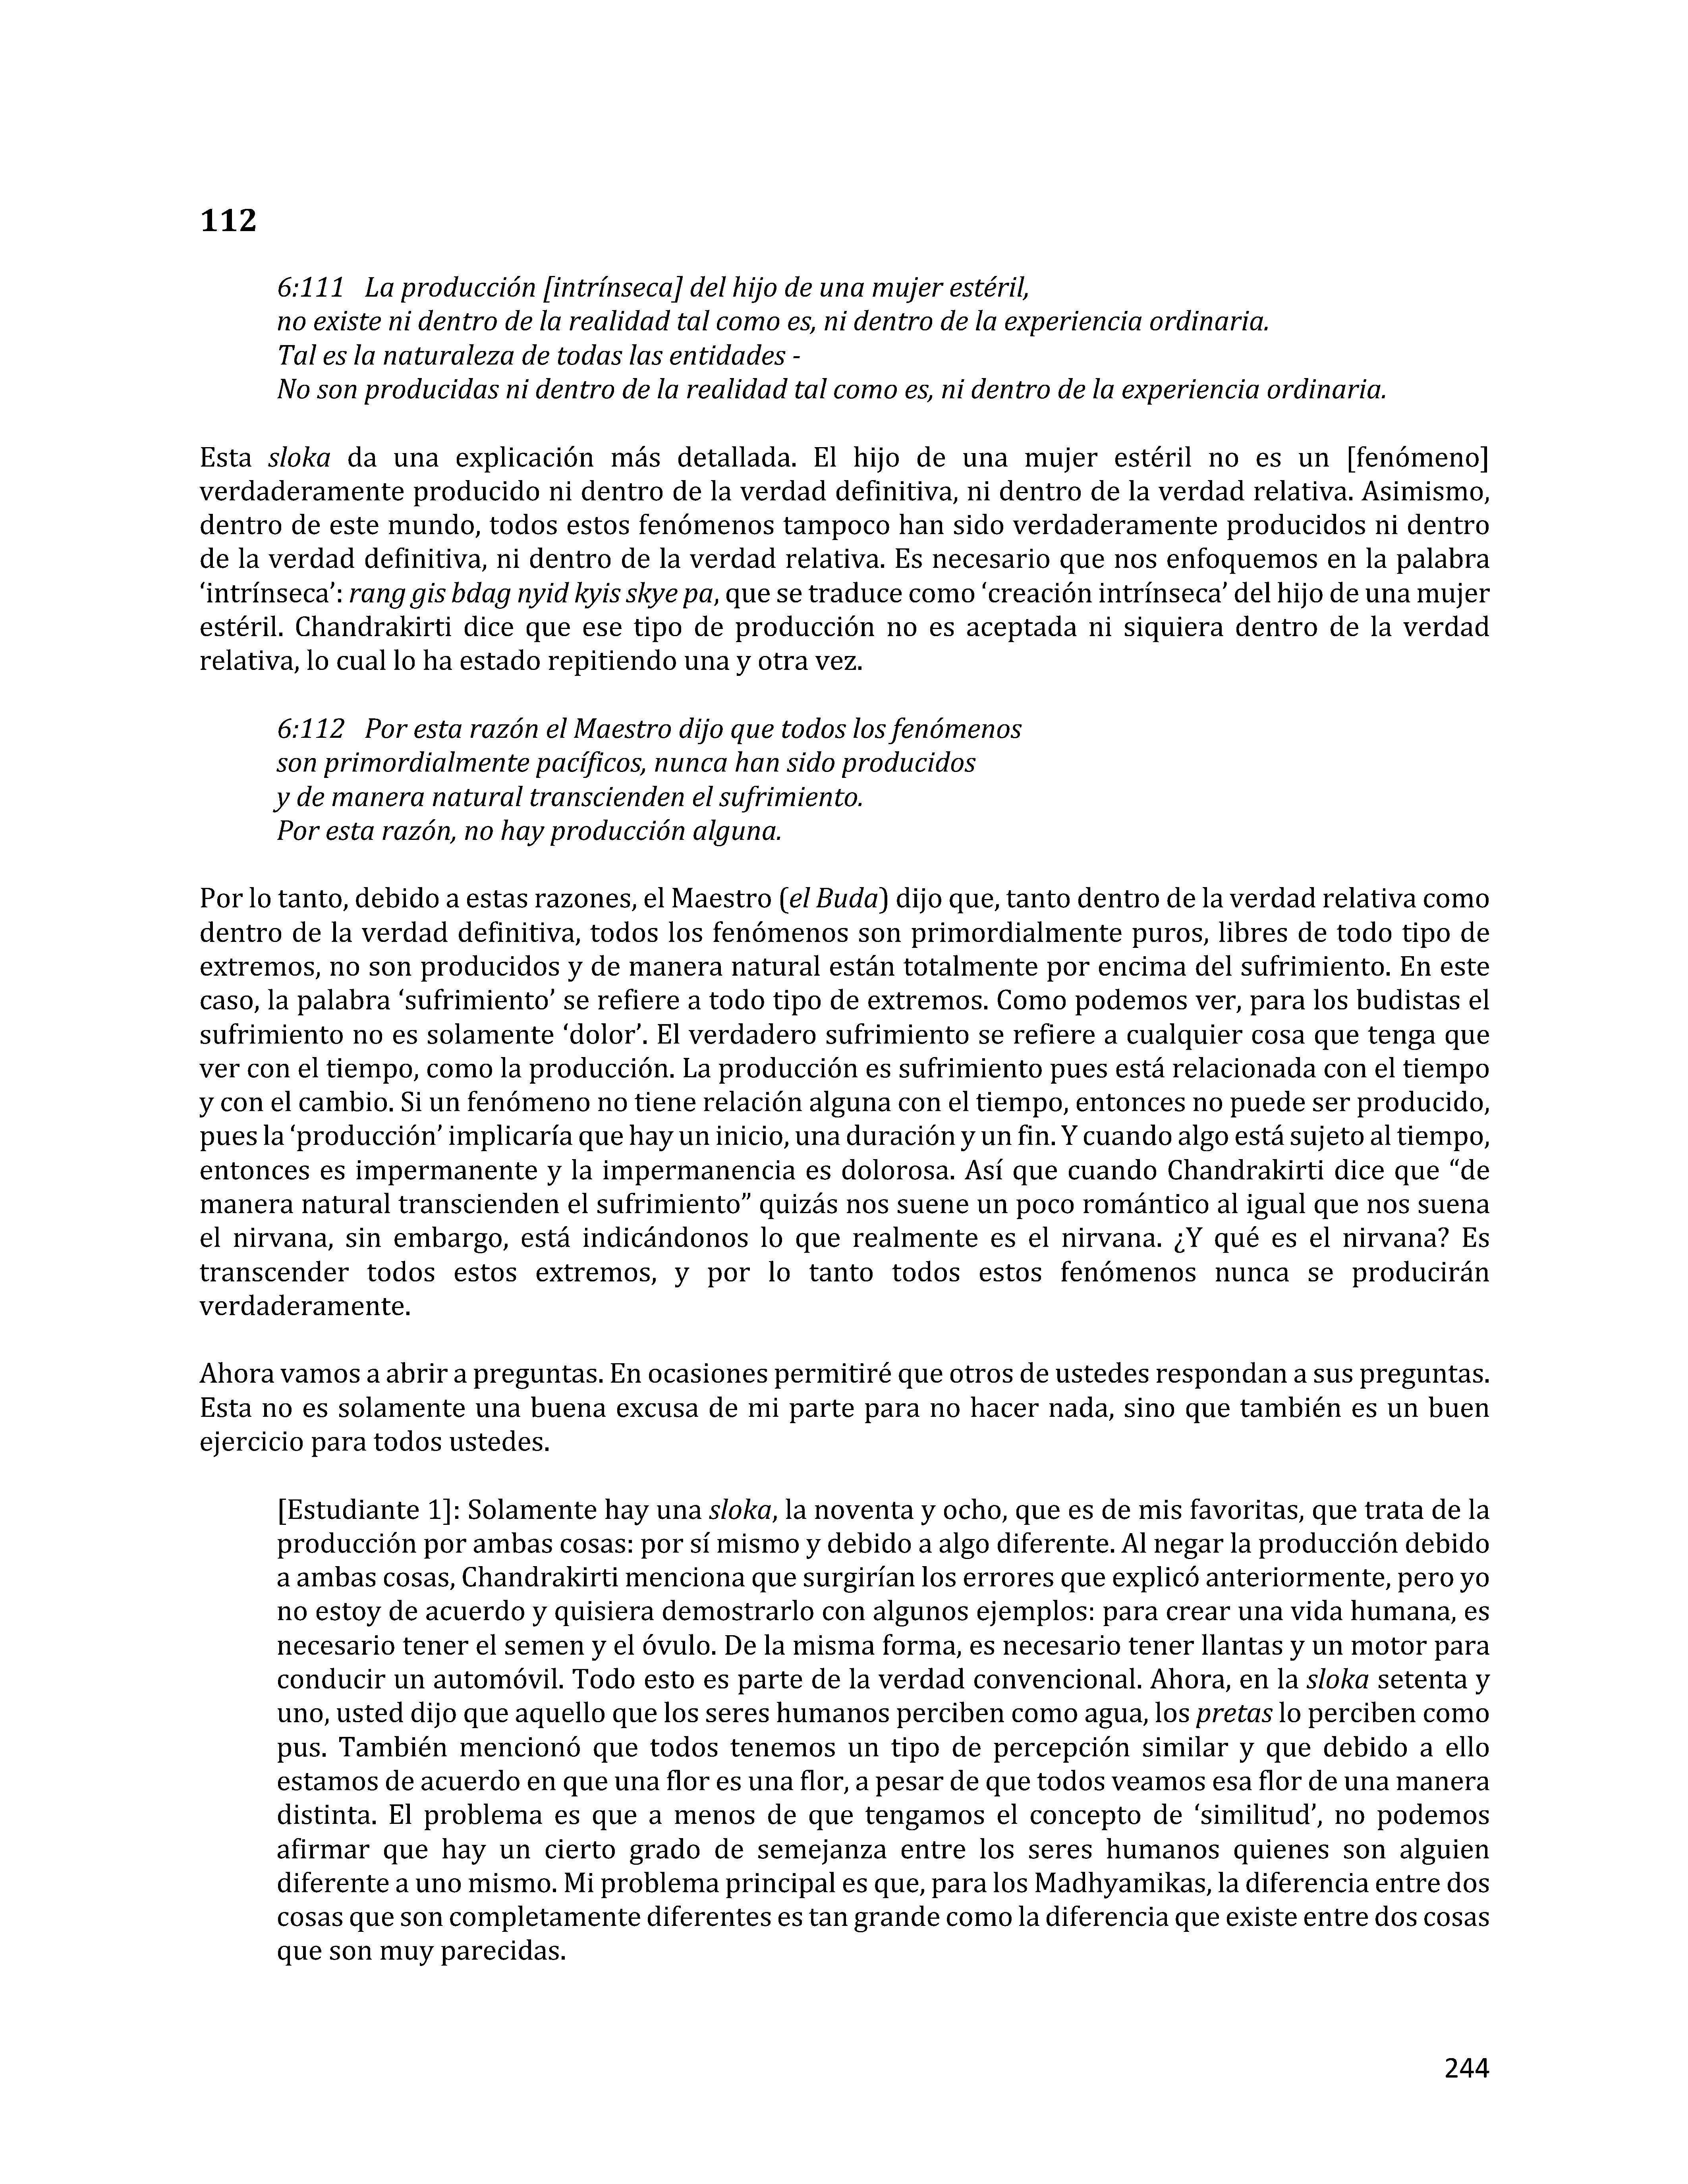 112
6:111 La producción [intrínseca] del hijo de una mujer estéril,
no existe ni dentro de la realidad tal como es, ni dentro de la experiencia ordinaria.
Tal es la naturaleza de todas las entidades -
No son producidas ni dentro de la realidad tal como es, ni dentro de la experiencia ordinaria.
Esta sloka da una explicación más detallada. El hijo de una mujer estéril no es un [fenómeno]
verdaderamente producido ni dentro de la verdad definitiva, ni dentro de la verdad relativa. Asimismo,
dentro de este mundo, todos estos fenómenos tampoco han sido verdaderamente producidos ni dentro
de la verdad definitiva, ni dentro de la verdad relativa. Es necesario que nos enfoquemos en la palabra
‘intrínseca’: rang gis bdag nyid kyis skye pa, que se traduce como ‘creación intrínseca’ del hijo de una mujer
estéril. Chandrakirti dice que ese tipo de producción no es aceptada ni siquiera dentro de la verdad
relativa, lo cual lo ha estado repitiendo una y otra vez.
6:112 Por esta razón el Maestro dijo que todos los fenómenos
son primordialmente pacíficos, nunca han sido producidos
y de manera natural transcienden el sufrimiento.
Por esta razón, no hay producción alguna.
Por lo tanto, debido a estas razones, el Maestro (el Buda) dijo que, tanto dentro de la verdad relativa como
dentro de la verdad definitiva, todos los fenómenos son primordialmente puros, libres de todo tipo de
extremos, no son producidos y de manera natural están totalmente por encima del sufrimiento. En este
caso, la palabra ‘sufrimiento’ se refiere a todo tipo de extremos. Como podemos ver, para los budistas el
sufrimiento no es solamente ‘dolor’. El verdadero sufrimiento se refiere a cualquier cosa que tenga que
ver con el tiempo, como la producción. La producción es sufrimiento pues está relacionada con el tiempo
y con el cambio. Si un fenómeno no tiene relación alguna con el tiempo, entonces no puede ser producido,
pues la ‘producción’ implicaría que hay un inicio, una duración y un fin. Y cuando algo está sujeto al tiempo,
entonces es impermanente y la impermanencia es dolorosa. Así que cuando Chandrakirti dice que “de
manera natural transcienden el sufrimiento” quizás nos suene un poco romántico al igual que nos suena
el nirvana, sin embargo, está indicándonos lo que realmente es el nirvana. ¿Y qué es el nirvana? Es
transcender todos estos extremos, y por lo tanto todos estos fenómenos nunca se producirán
verdaderamente.
Ahora vamos a abrir a preguntas. En ocasiones permitiré que otros de ustedes respondan a sus preguntas.
Esta no es solamente una buena excusa de mi parte para no hacer nada, sino que también es un buen
ejercicio para todos ustedes.
[Estudiante 1]: Solamente hay una sloka, la noventa y ocho, que es de mis favoritas, que trata de la
producción por ambas cosas: por sí mismo y debido a algo diferente. Al negar la producción debido
a ambas cosas, Chandrakirti menciona que surgirían los errores que explicó anteriormente, pero yo
no estoy de acuerdo y quisiera demostrarlo con algunos ejemplos: para crear una vida humana, es
necesario tener el semen y el óvulo. De la misma forma, es necesario tener llantas y un motor para
conducir un automóvil. Todo esto es parte de la verdad convencional. Ahora, en la sloka setenta y
uno, usted dijo que aquello que los seres humanos perciben como agua, los pretas lo perciben como
pus. También mencionó que todos tenemos un tipo de percepción similar y que debido a ello
estamos de acuerdo en que una flor es una flor, a pesar de que todos veamos esa flor de una manera
distinta. El problema es que a menos de que tengamos el concepto de ‘similitud’, no podemos
afirmar que hay un cierto grado de semejanza entre los seres humanos quienes son alguien
diferente a uno mismo. Mi problema principal es que, para los Madhyamikas, la diferencia entre dos
cosas que son completamente diferentes es tan grande como la diferencia que existe entre dos cosas
que son muy parecidas.
244